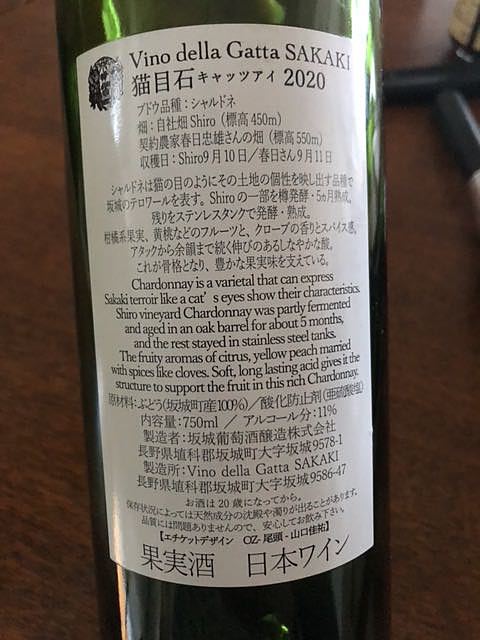 Vino della Gatta SAKAKI
猫目石キャッツアイ 2020
ブドウ品種：シャルドネ
畑：自社畑Shiro（標高450m）
契約農家春日忠雄さんの畑（標高550m）
収穫日：Shiro9月10日／春日さん9月11日
シャルドネは猫の目のようにその土地の個性を映し出す品種で
坂城のテロワールを表す。Shiroの一部を樽発酵・5ヵ月熟成。
残りをステンレスタンクで発酵・熟成。
柑橘系果実、黄桃などのフルーツと、クローブの香りとスパイス感、
アタックから余韻まで続く伸びのあるしなやかな酸。
これが骨格となり、豊かな果実味を支えている。
Chardonnay is a varietal that can express
Sakaki terroir like a cat's eyes show their characteristics.
Shiro vineyard Chardonnay was partly fermented
and aged in an oak barrel for about 5 months,
and the rest stayed in stainless steel tanks.
The fruity aromas of citrus, yellow peach married
with spices like cloves. Soft, long lasting acid gives it the
structure to support the fruit in this rich Chardonnay.
原材料：ぶどう（坂城町産100%）／酸化防止剤（亜硫酸塩）
内容量：750ml ／ アルコール分：11%
製造者：坂城葡萄酒醸造株式会社
長野県埴科郡坂城町大字坂城9578-1
製造所：Vino della Gatta SAKAKI
長野県埴科郡坂城町大字坂城9586-47
お酒は20歳になってから。
保存状況によっては天然成分の沈殿や濁りが出ることがあります。
品質には問題ありませんので、安心してお飲み下さい。
【エチケットデザイン OZ-尾頭-山口佳祐】
果実酒 日本ワイン